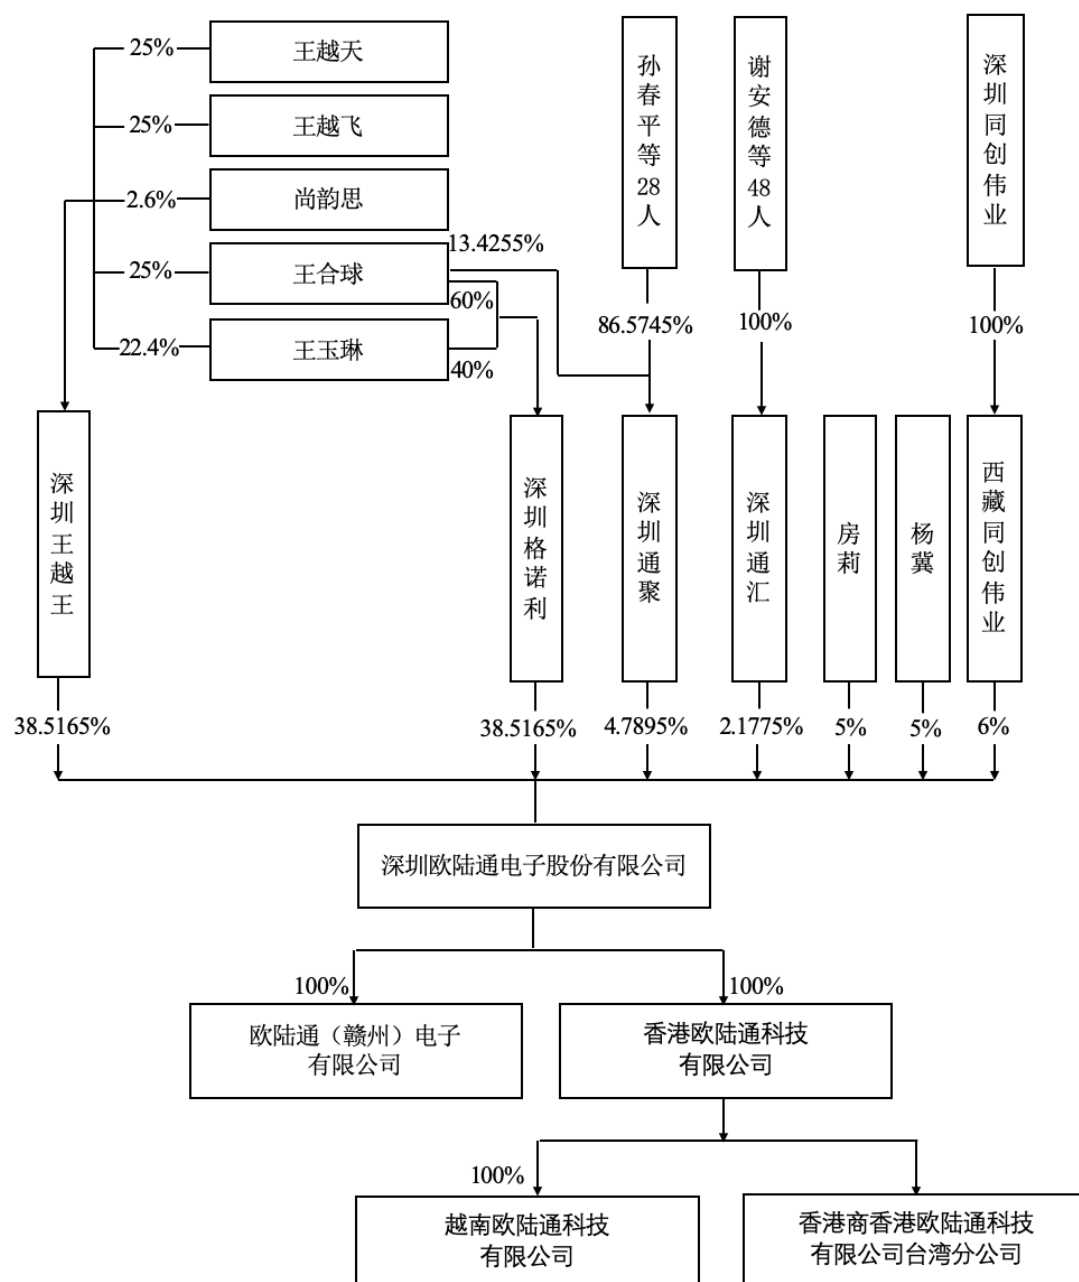 25%
王越天
25%
王越飞
2.6%
尚韵思
25%
王合球
22.4%
王玉琳
13.4255%
60%
40%
孙春平等28人
谢安德等48人
深圳同创伟业
86.5745%
100%
100%
深圳王越王
深圳格诺利
深圳通聚
深圳通汇
房莉
杨冀
西藏同创伟业
38.5165%
38.5165%
4.7895%
2.1775%
5%
5%
6%
深圳欧陆通电子股份有限公司
100%
100%
欧陆通（赣州）电子
有限公司
香港欧陆通科技
有限公司
100%
越南欧陆通科技
有限公司
香港商香港欧陆通科技
有限公司台湾分公司